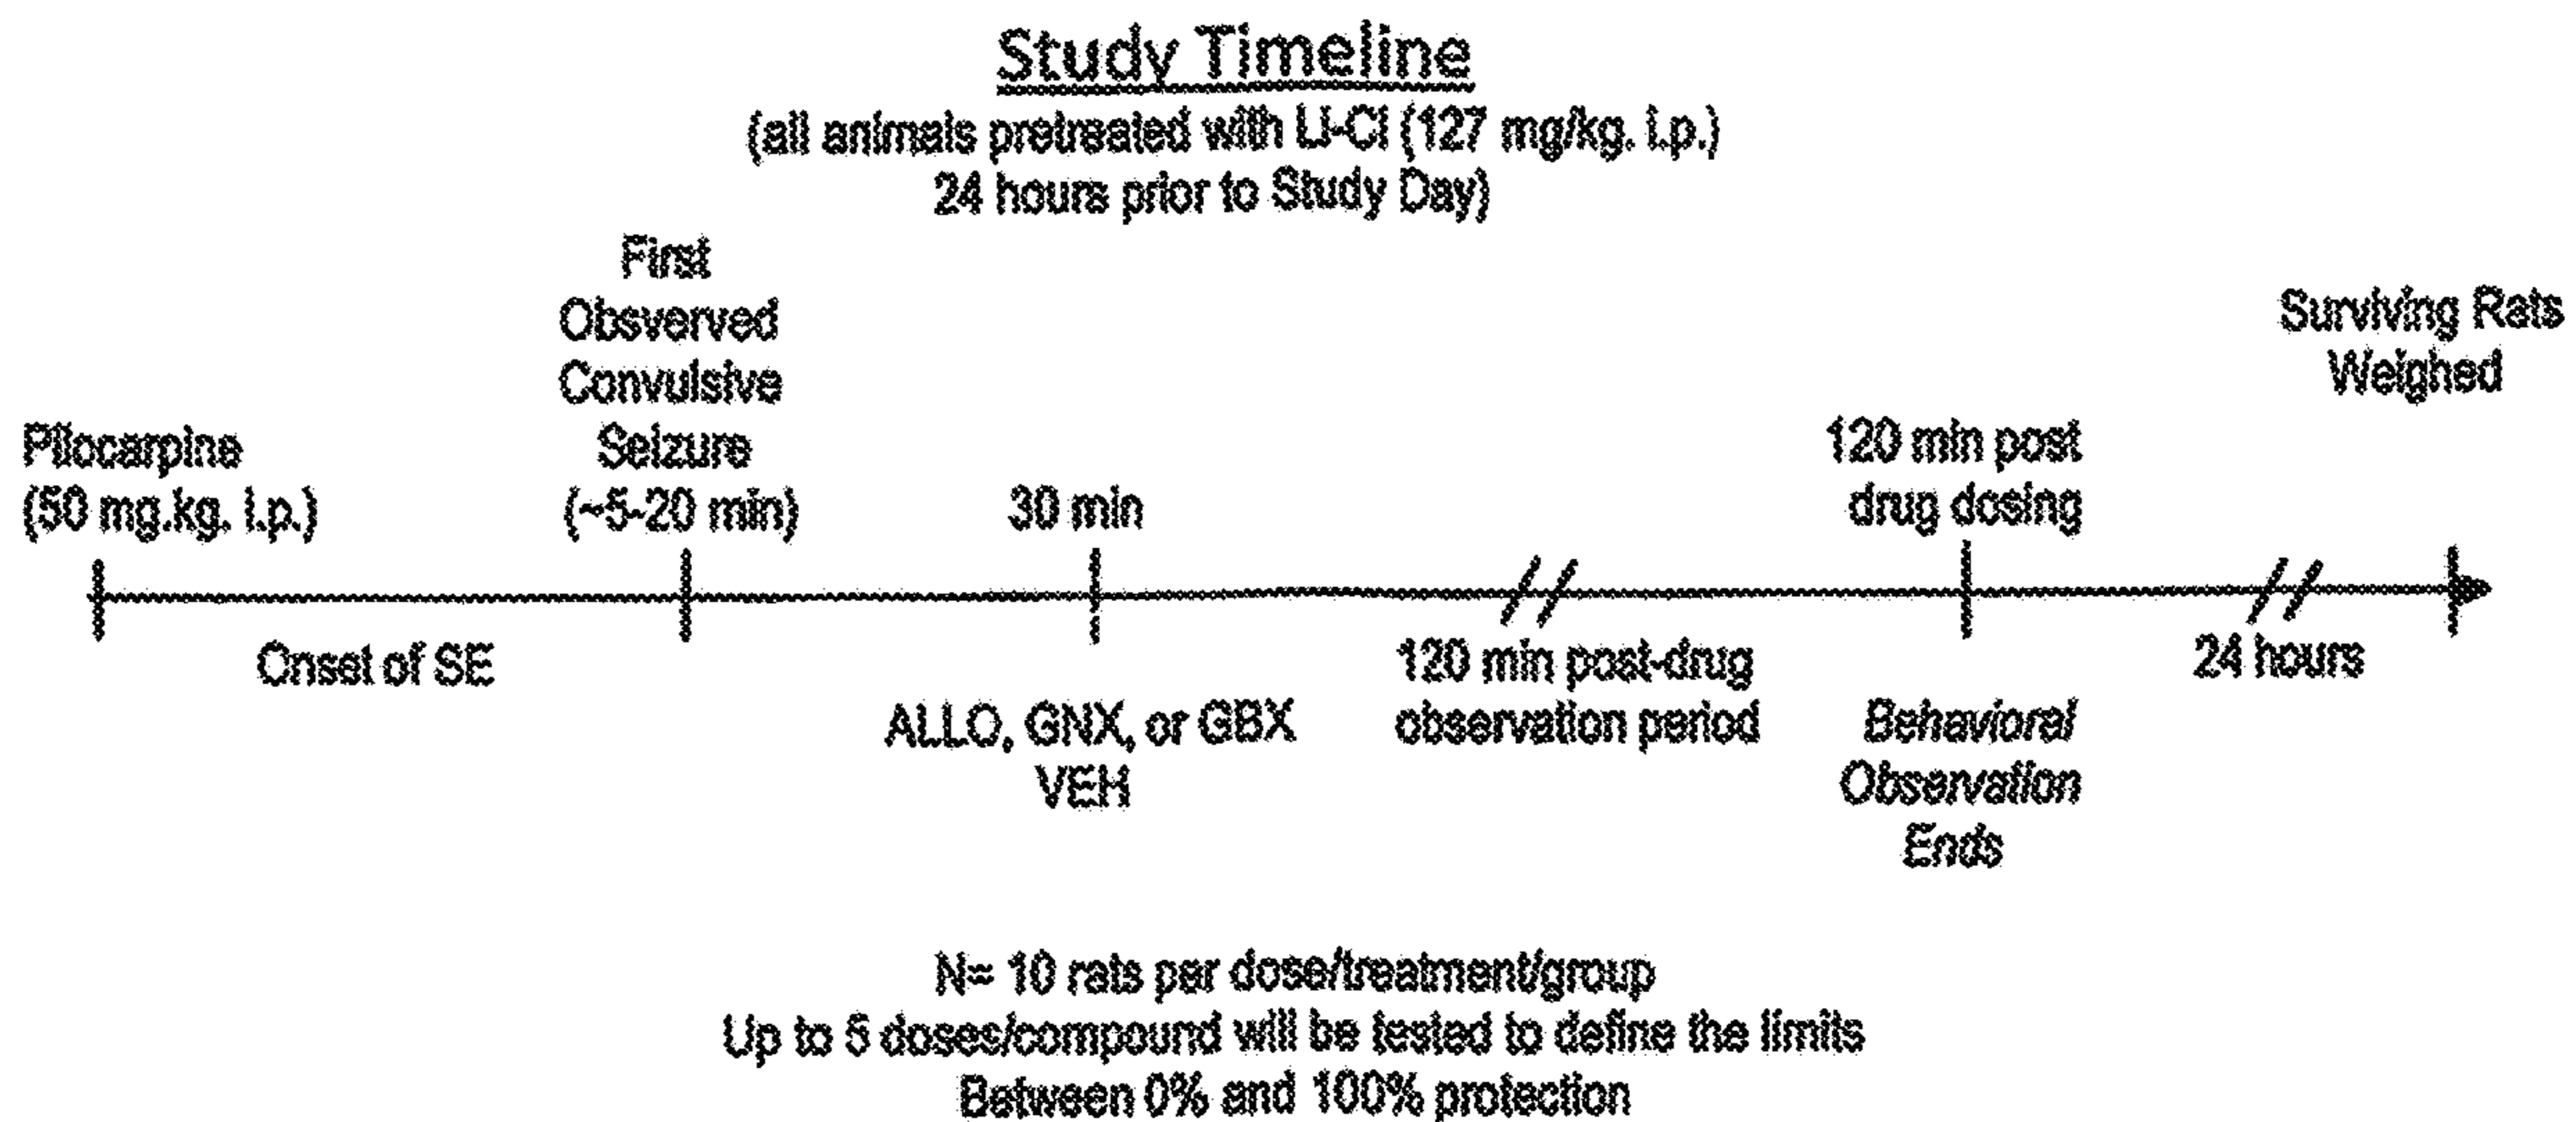 Study Timeline
(all animals pretreated with Li-Cl (127 mg/kg. i.p.)
24 hours prior to Study Day)
First
Obsverved
Convulsive
Seizure
(~5-20 min)
Surviving Rats
Weighed
Pilocarpine
(50 mg.kg. i.p.)
30 min
120 min post
drug dosing
Onset of SE
ALLO, GNX, or GBX
VEH
120 min post-drug
observation period
Behavioral
Observation
Ends
24 hours
N= 10 rats per dose/treatment/group
Up to 5 doses/compound will be tested to define the limits
Between 0% and 100% protection